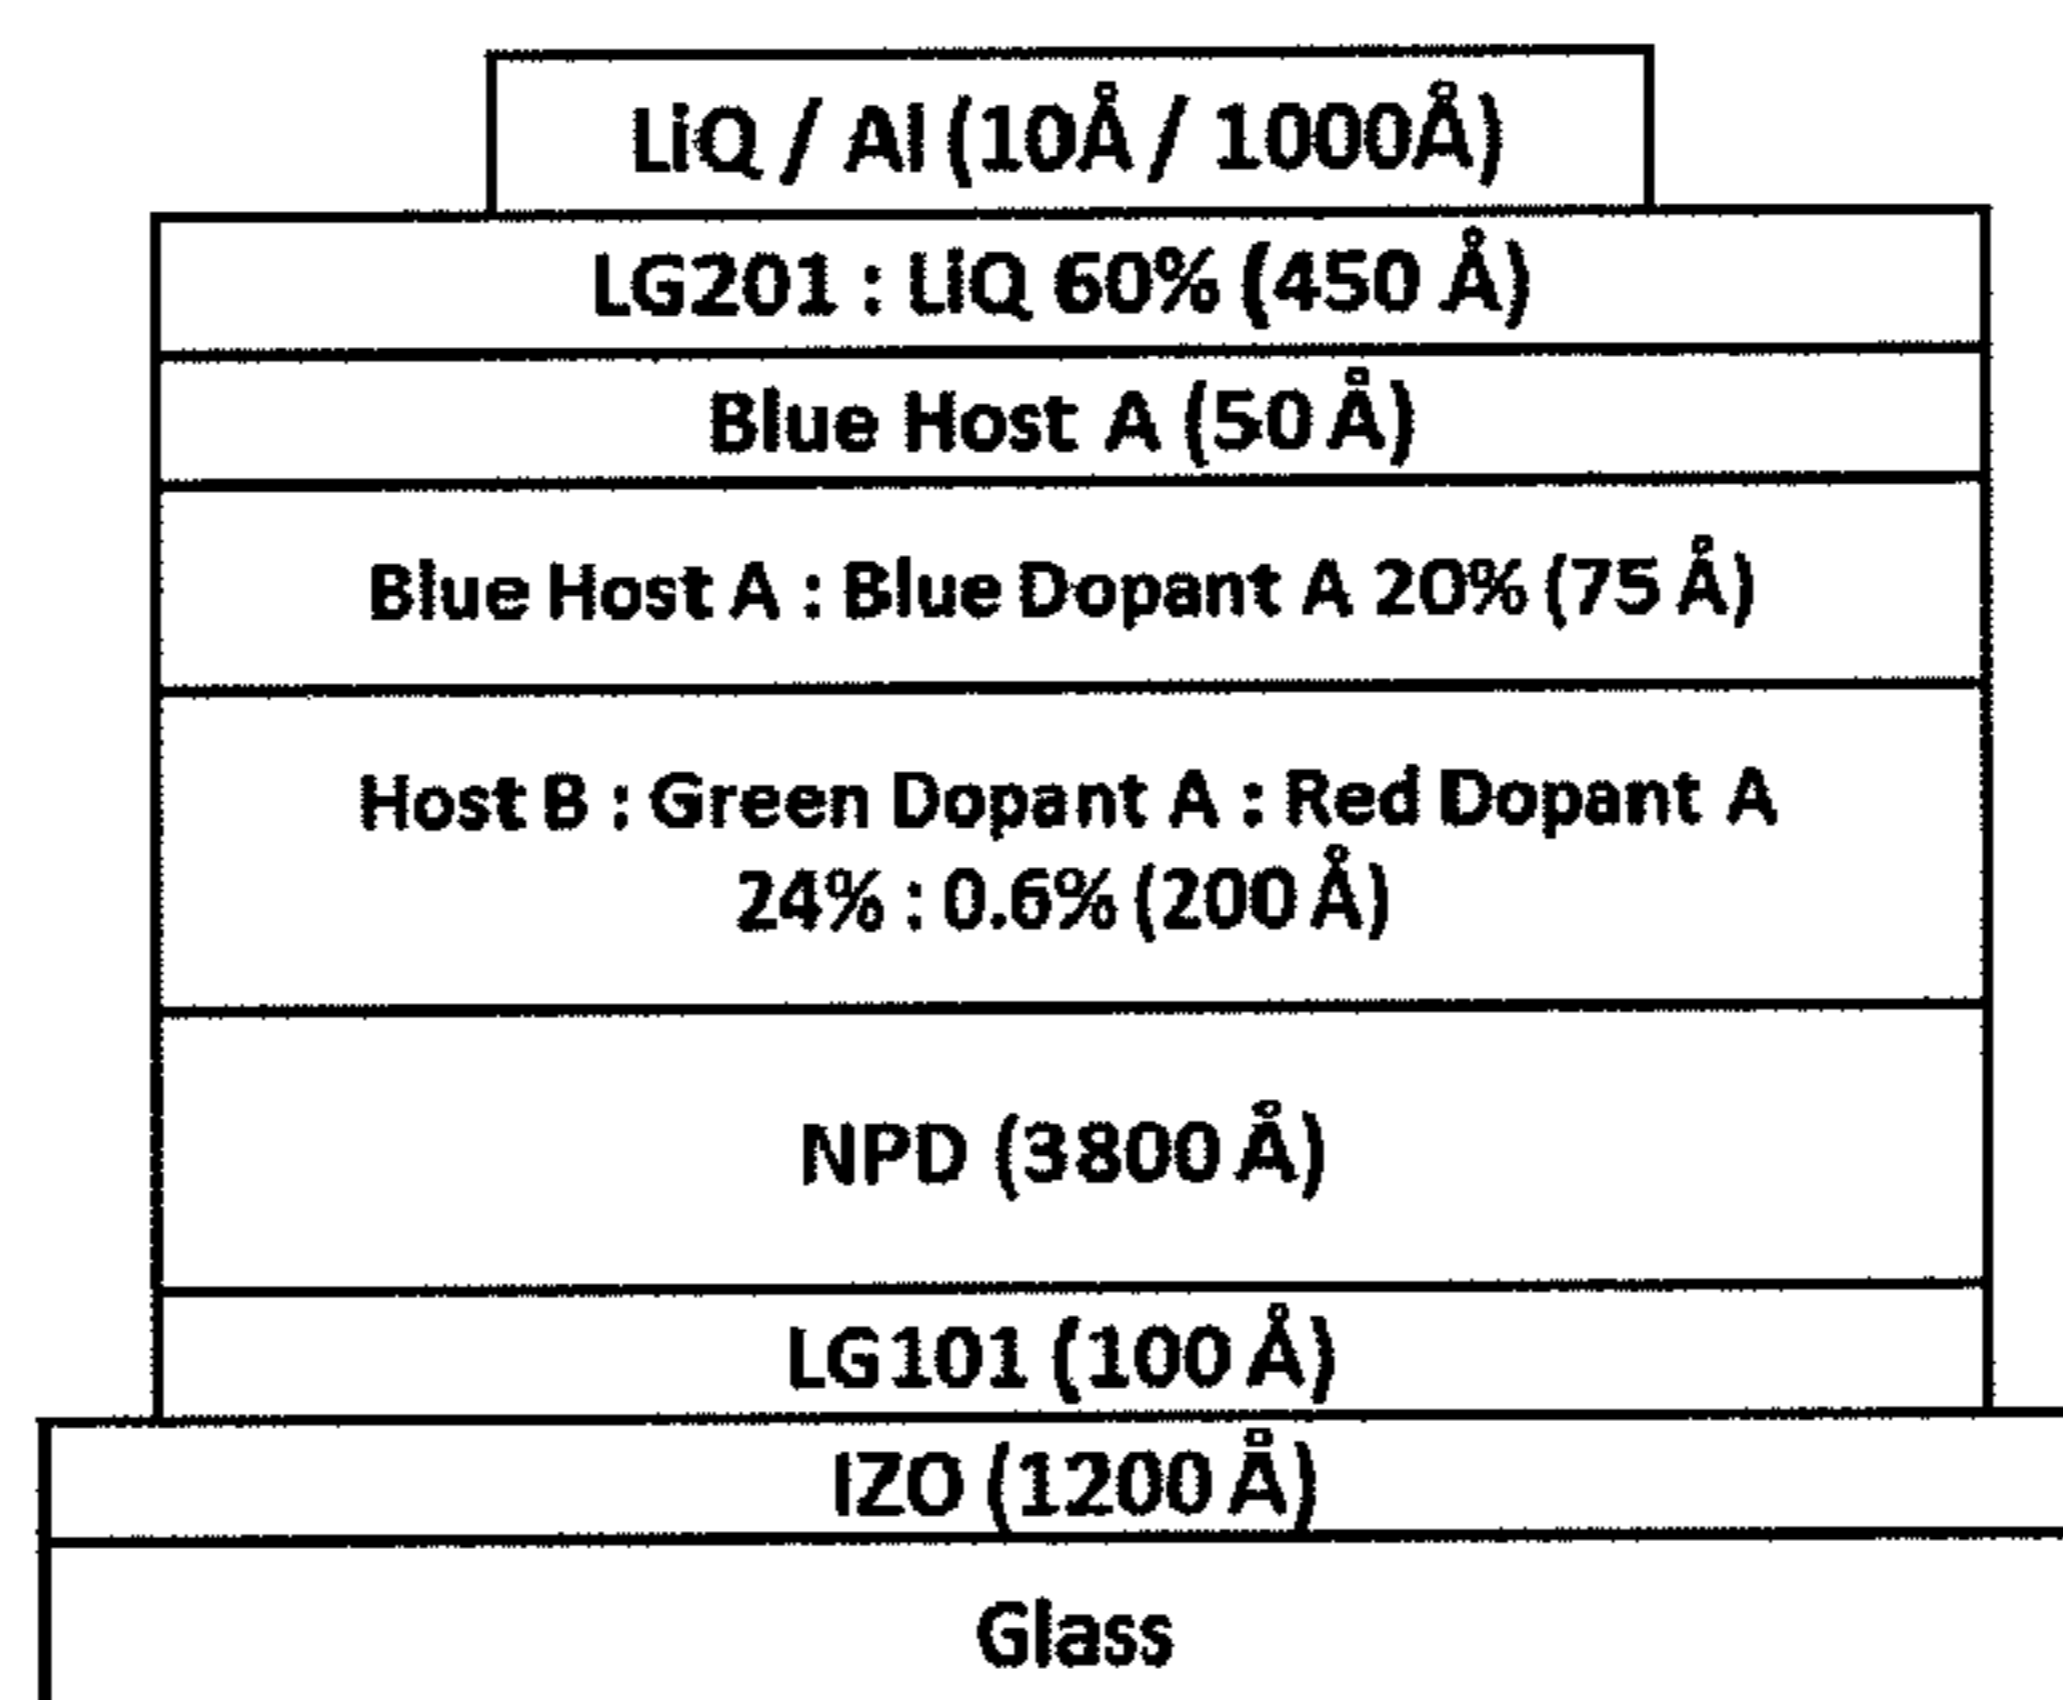 LiQ / Al (10Å / 1000Å)
LG201 : LiQ 60% (450 Å)
Blue Host A (50 Å)
Blue Host A : Blue Dopant A 20% (75 Å)
Host B : Green Dopant A : Red Dopant A
24% : 0.6% (200 Å)
NPD (3800 Å)
LG101 (100 Å)
IZO (1200 Å)
Glass